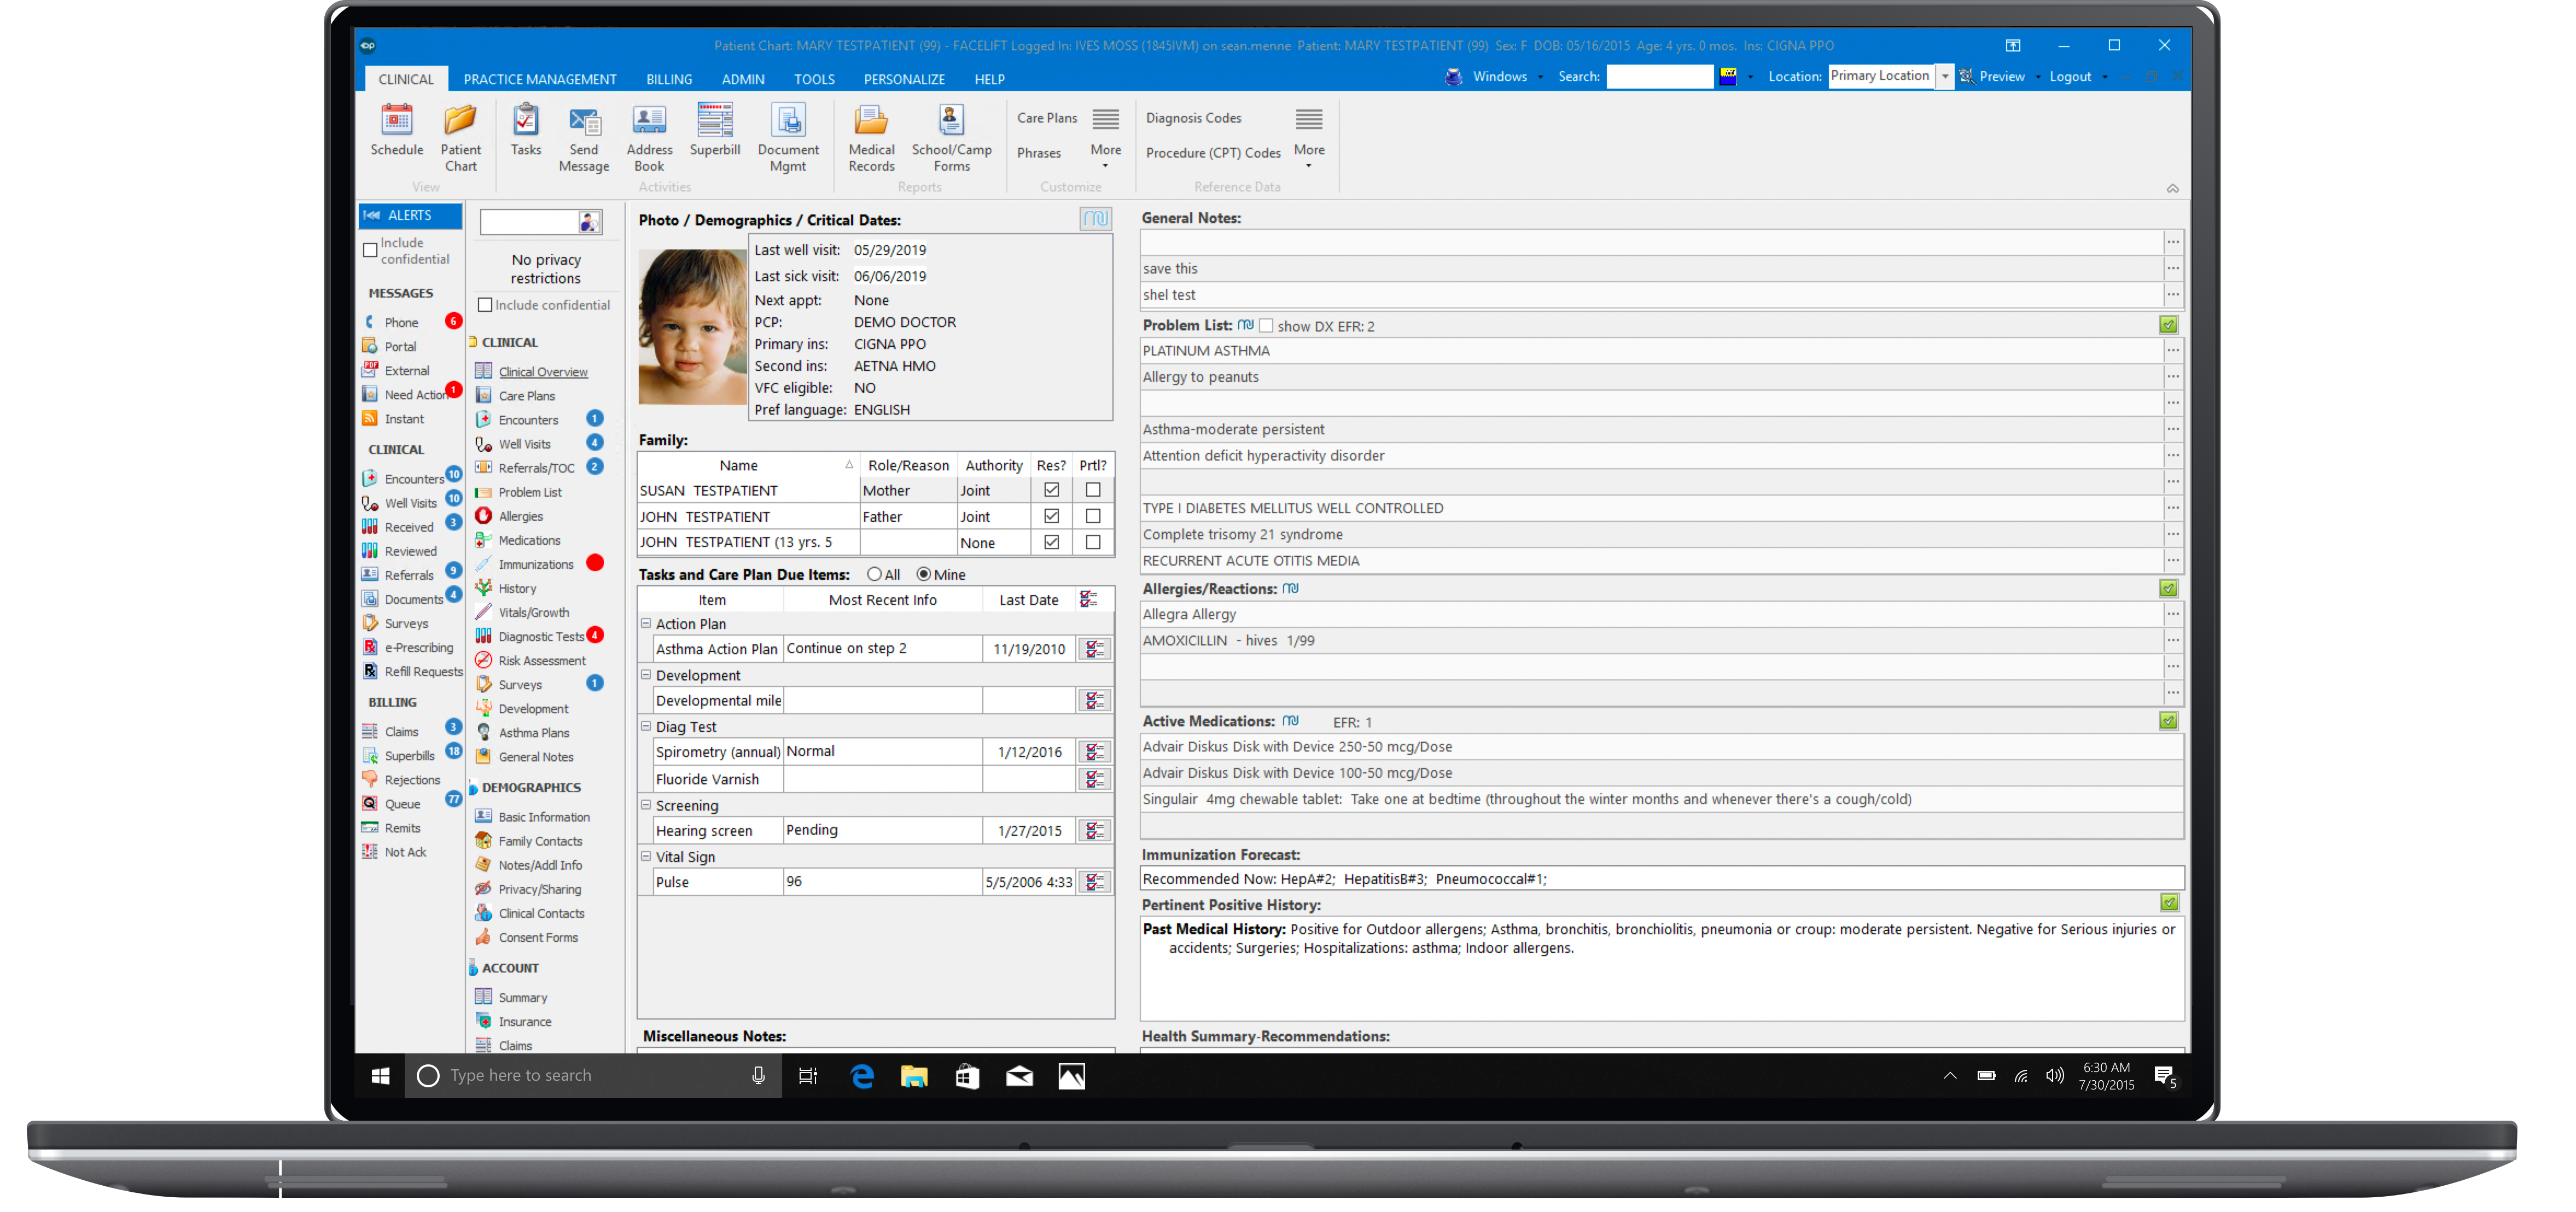 Patient Chart: MARY TESTPATIENT (99) - FACELIFT Logged In: IVES MOSS (1845IVM) on sean.menne Patient: MARY TESTPATIENT (99) Sex: F DOB: 05/16/2015 Age: 4 yrs. 0 mos. Ins: CIGNA PPO
CLINICAL PRACTICE MANAGEMENT BILLING ADMIN TOOLS PERSONALIZE HELP
Windows Search: Location: Primary Location Preview Logout
Schedule
Patient Chart
View
Tasks
Send Message
Address Book
Superbill
Document Mgmt
Activities
Medical Records
School/Camp Forms
Reports
Care Plans
Phrases
More
Customize
Diagnosis Codes
Procedure (CPT) Codes
More
Reference Data
ALERTS
Include confidential
MESSAGES
Phone 6
Portal
External
Need Action 1
Instant
CLINICAL
Encounters 10
Well Visits 10
Received 3
Reviewed
Referrals 9
Documents 4
Surveys
e-Prescribing
Refill Requests
BILLING
Claims 3
Superbills 18
Rejections
Queue 77
Remits
Not Ack
No privacy
restrictions
Include confidential
CLINICAL
Clinical Overview
Care Plans
Encounters 1
Well Visits 4
Referrals/TOC 2
Problem List
Allergies
Medications
Immunizations
History
Vitals/Growth
Diagnostic Tests 4
Risk Assessment
Surveys 1
Development
Asthma Plans
General Notes
DEMOGRAPHICS
Basic Information
Family Contacts
Notes/Addl Info
Privacy/Sharing
Clinical Contacts
Consent Forms
ACCOUNT
Summary
Insurance
Claims
Photo / Demographics / Critical Dates:
Last well visit: 05/29/2019
Last sick visit: 06/06/2019
Next appt: None
PCP: DEMO DOCTOR
Primary ins: CIGNA PPO
Second ins: AETNA HMO
VFC eligible: NO
Pref language: ENGLISH
Family:
Name Role/Reason Authority Res? Prtl?
SUSAN TESTPATIENT Mother Joint
JOHN TESTPATIENT Father Joint
JOHN TESTPATIENT (13 yrs. 5 None
Tasks and Care Plan Due Items: All Mine
Item Most Recent Info Last Date
Action Plan
Asthma Action Plan Continue on step 2 11/19/2010
Development
Developmental mile
Diag Test
Spirometry (annual) Normal 1/12/2016
Fluoride Varnish
Screening
Hearing screen Pending 1/27/2015
Vital Sign
Pulse 96 5/5/2006 4:33
Miscellaneous Notes:
General Notes:
save this
shel test
Problem List: show DX EFR: 2
PLATINUM ASTHMA
Allergy to peanuts
Asthma-moderate persistent
Attention deficit hyperactivity disorder
TYPE I DIABETES MELLITUS WELL CONTROLLED
Complete trisomy 21 syndrome
RECURRENT ACUTE OTITIS MEDIA
Allergies/Reactions:
Allegra Allergy
AMOXICILLIN - hives 1/99
Active Medications: EFR: 1
Advair Diskus Disk with Device 250-50 mcg/Dose
Advair Diskus Disk with Device 100-50 mcg/Dose
Singulair 4mg chewable tablet: Take one at bedtime (throughout the winter months and whenever there's a cough/cold)
Immunization Forecast:
Recommended Now: HepA#2; HepatitisB#3; Pneumococcal#1;
Pertinent Positive History:
Past Medical History: Positive for Outdoor allergens; Asthma, bronchitis, bronchiolitis, pneumonia or croup: moderate persistent. Negative for Serious injuries or
accidents; Surgeries; Hospitalizations: asthma; Indoor allergens.
Health Summary-Recommendations:
Type here to search
6:30 AM
7/30/2015
5